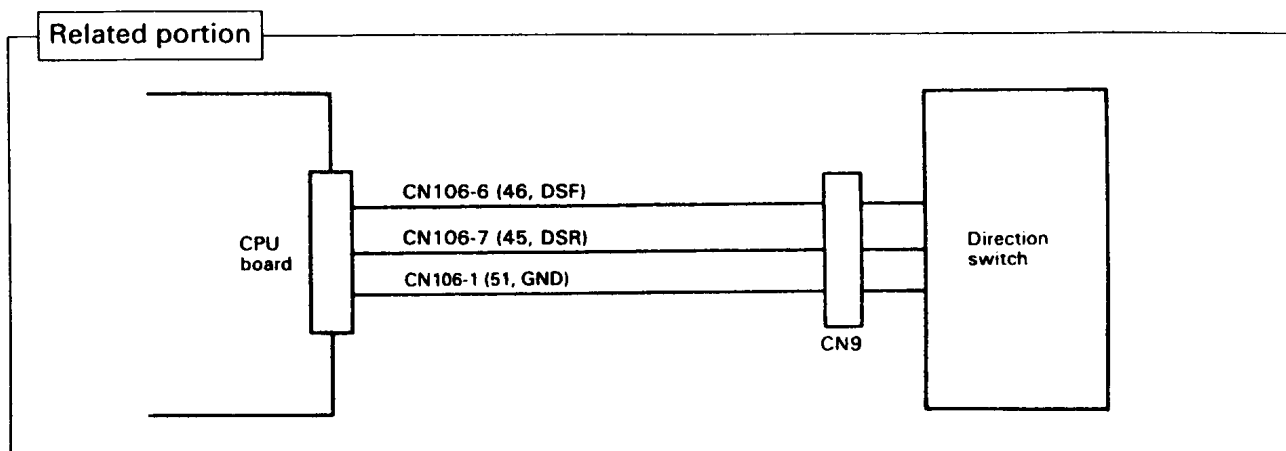 Related portion
CN106-6 (46, DSF)
CN106-7 (45, DSR)
CN106-1 (51, GND)
CPU
board
Direction
switch
CN9